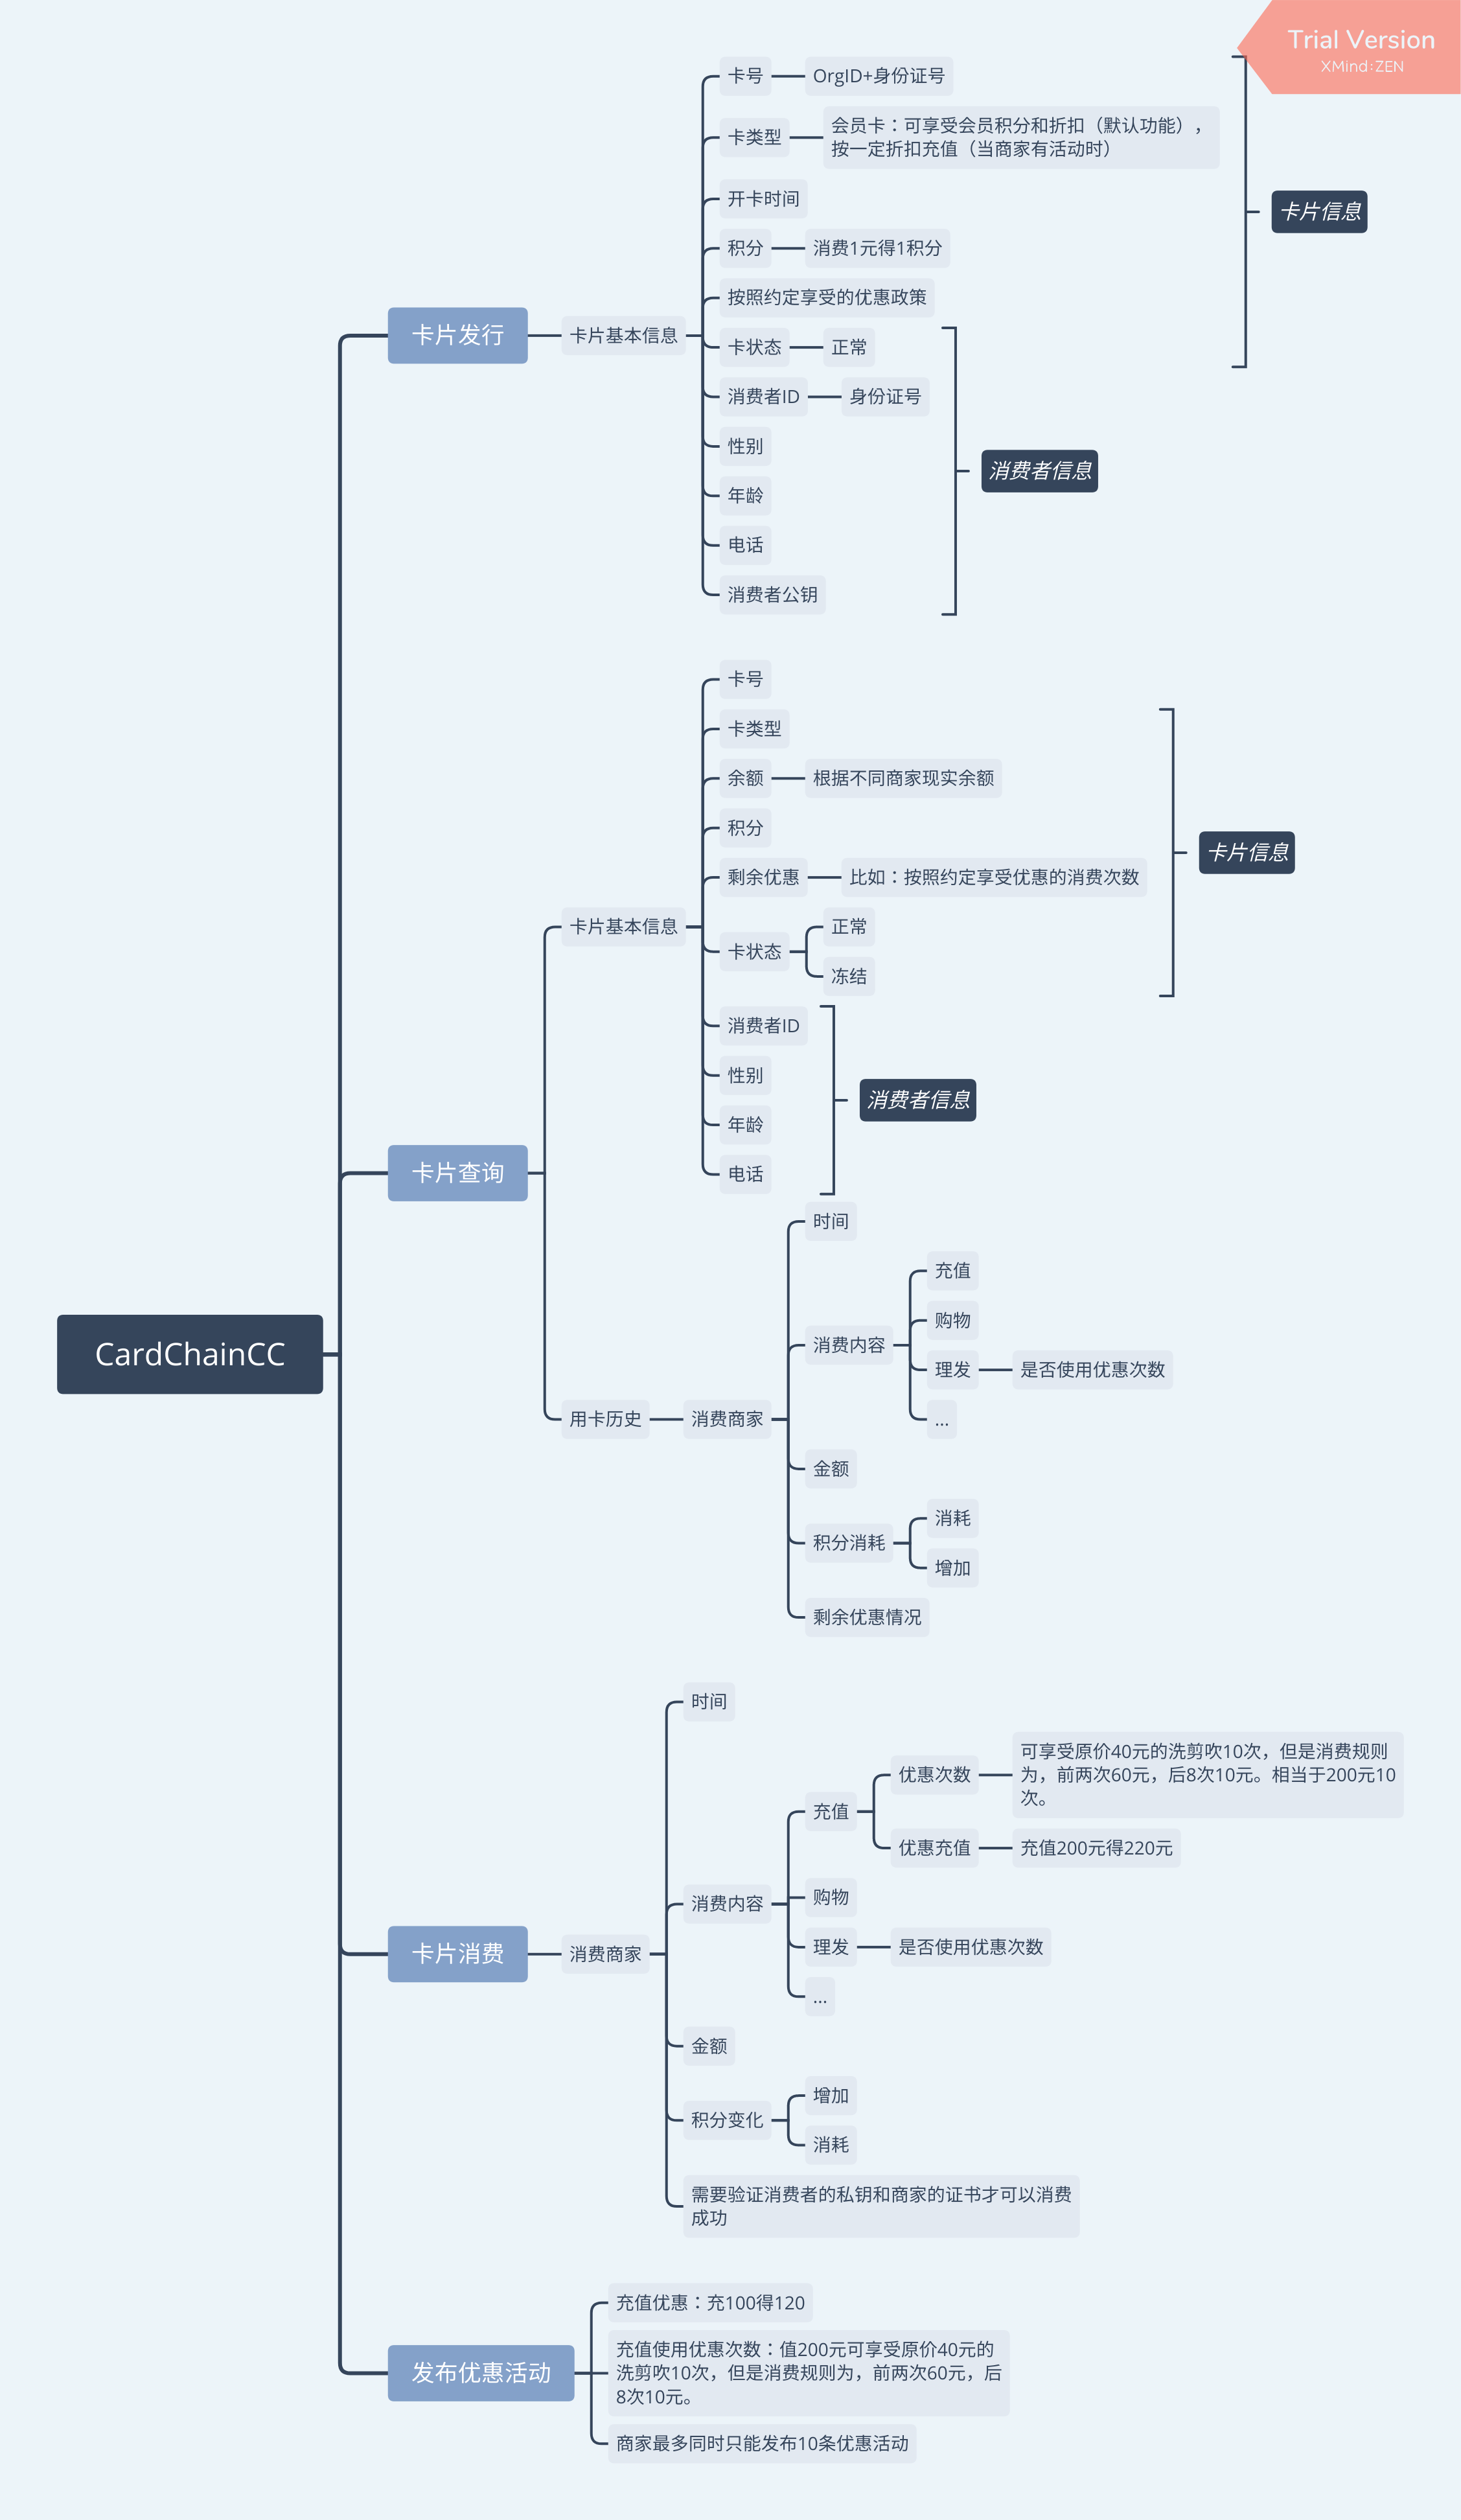 Trial Version
XMind:ZEN
CardChainCC
卡片发行
卡片基本信息
卡号
OrgID+身份证号
卡类型
会员卡：可享受会员积分和折扣（默认功能），
按一定折扣充值（当商家有活动时）
开卡时间
积分
消费1元得1积分
按照约定享受的优惠政策
卡状态
正常
消费者ID
身份证号
性别
年龄
电话
消费者公钥
卡片信息
消费者信息
卡片查询
卡片基本信息
卡号
卡类型
余额
根据不同商家现实余额
积分
剩余优惠
比如：按照约定享受优惠的消费次数
卡状态
正常
冻结
消费者ID
性别
年龄
电话
卡片信息
消费者信息
用卡历史
消费商家
时间
消费内容
充值
购物
理发
是否使用优惠次数
...
金额
积分消耗
消耗
增加
剩余优惠情况
卡片消费
消费商家
时间
消费内容
充值
优惠次数
可享受原价40元的洗剪吹10次，但是消费规则
为，前两次60元，后8次10元。相当于200元10
次。
优惠充值
充值200元得220元
购物
理发
是否使用优惠次数
...
金额
积分变化
增加
消耗
需要验证消费者的私钥和商家的证书才可以消费
成功
发布优惠活动
充值优惠：充100得120
充值使用优惠次数：值200元可享受原价40元的
洗剪吹10次，但是消费规则为，前两次60元，后
8次10元。
商家最多同时只能发布10条优惠活动